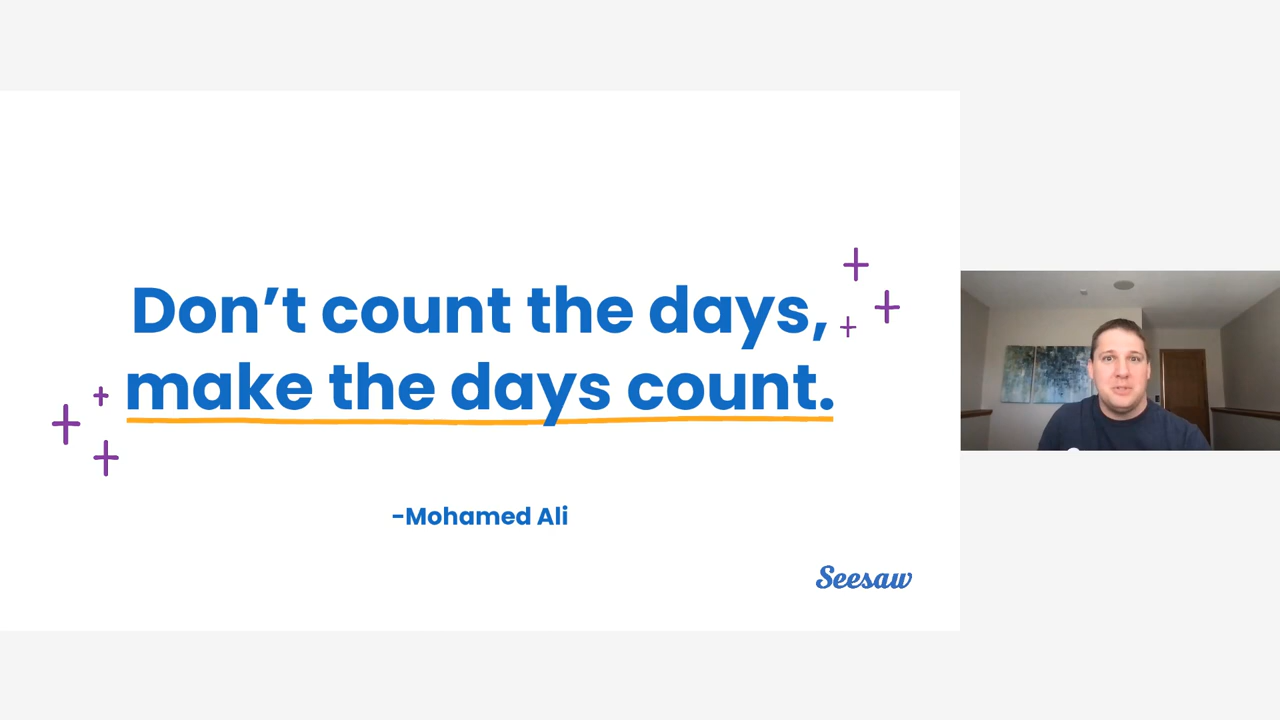 Don’t count the days,
make the days count.
-Mohamed Ali
Seesaw